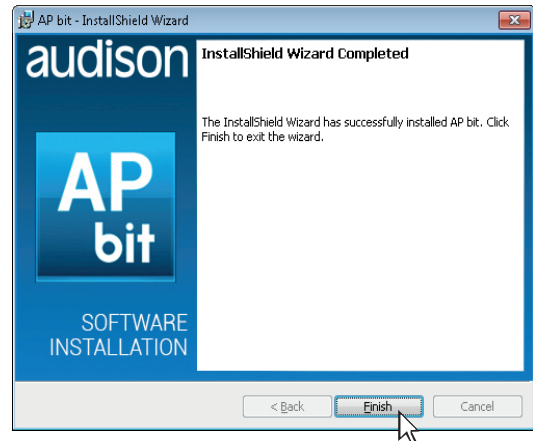 AP bit - InstallShield Wizard
audison
InstallShield Wizard Completed
The InstallShield Wizard has successfully installed AP bit. Click
Finish to exit the wizard.
AP
bit
SOFTWARE
INSTALLATION
< Back
Finish
Cancel